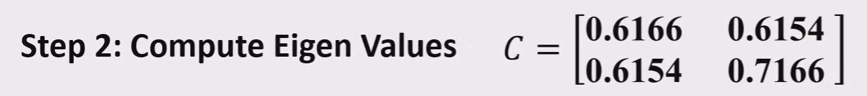 Step 2: Compute Eigen Values C = [0.6166 0.6154
0.6154 0.7166]